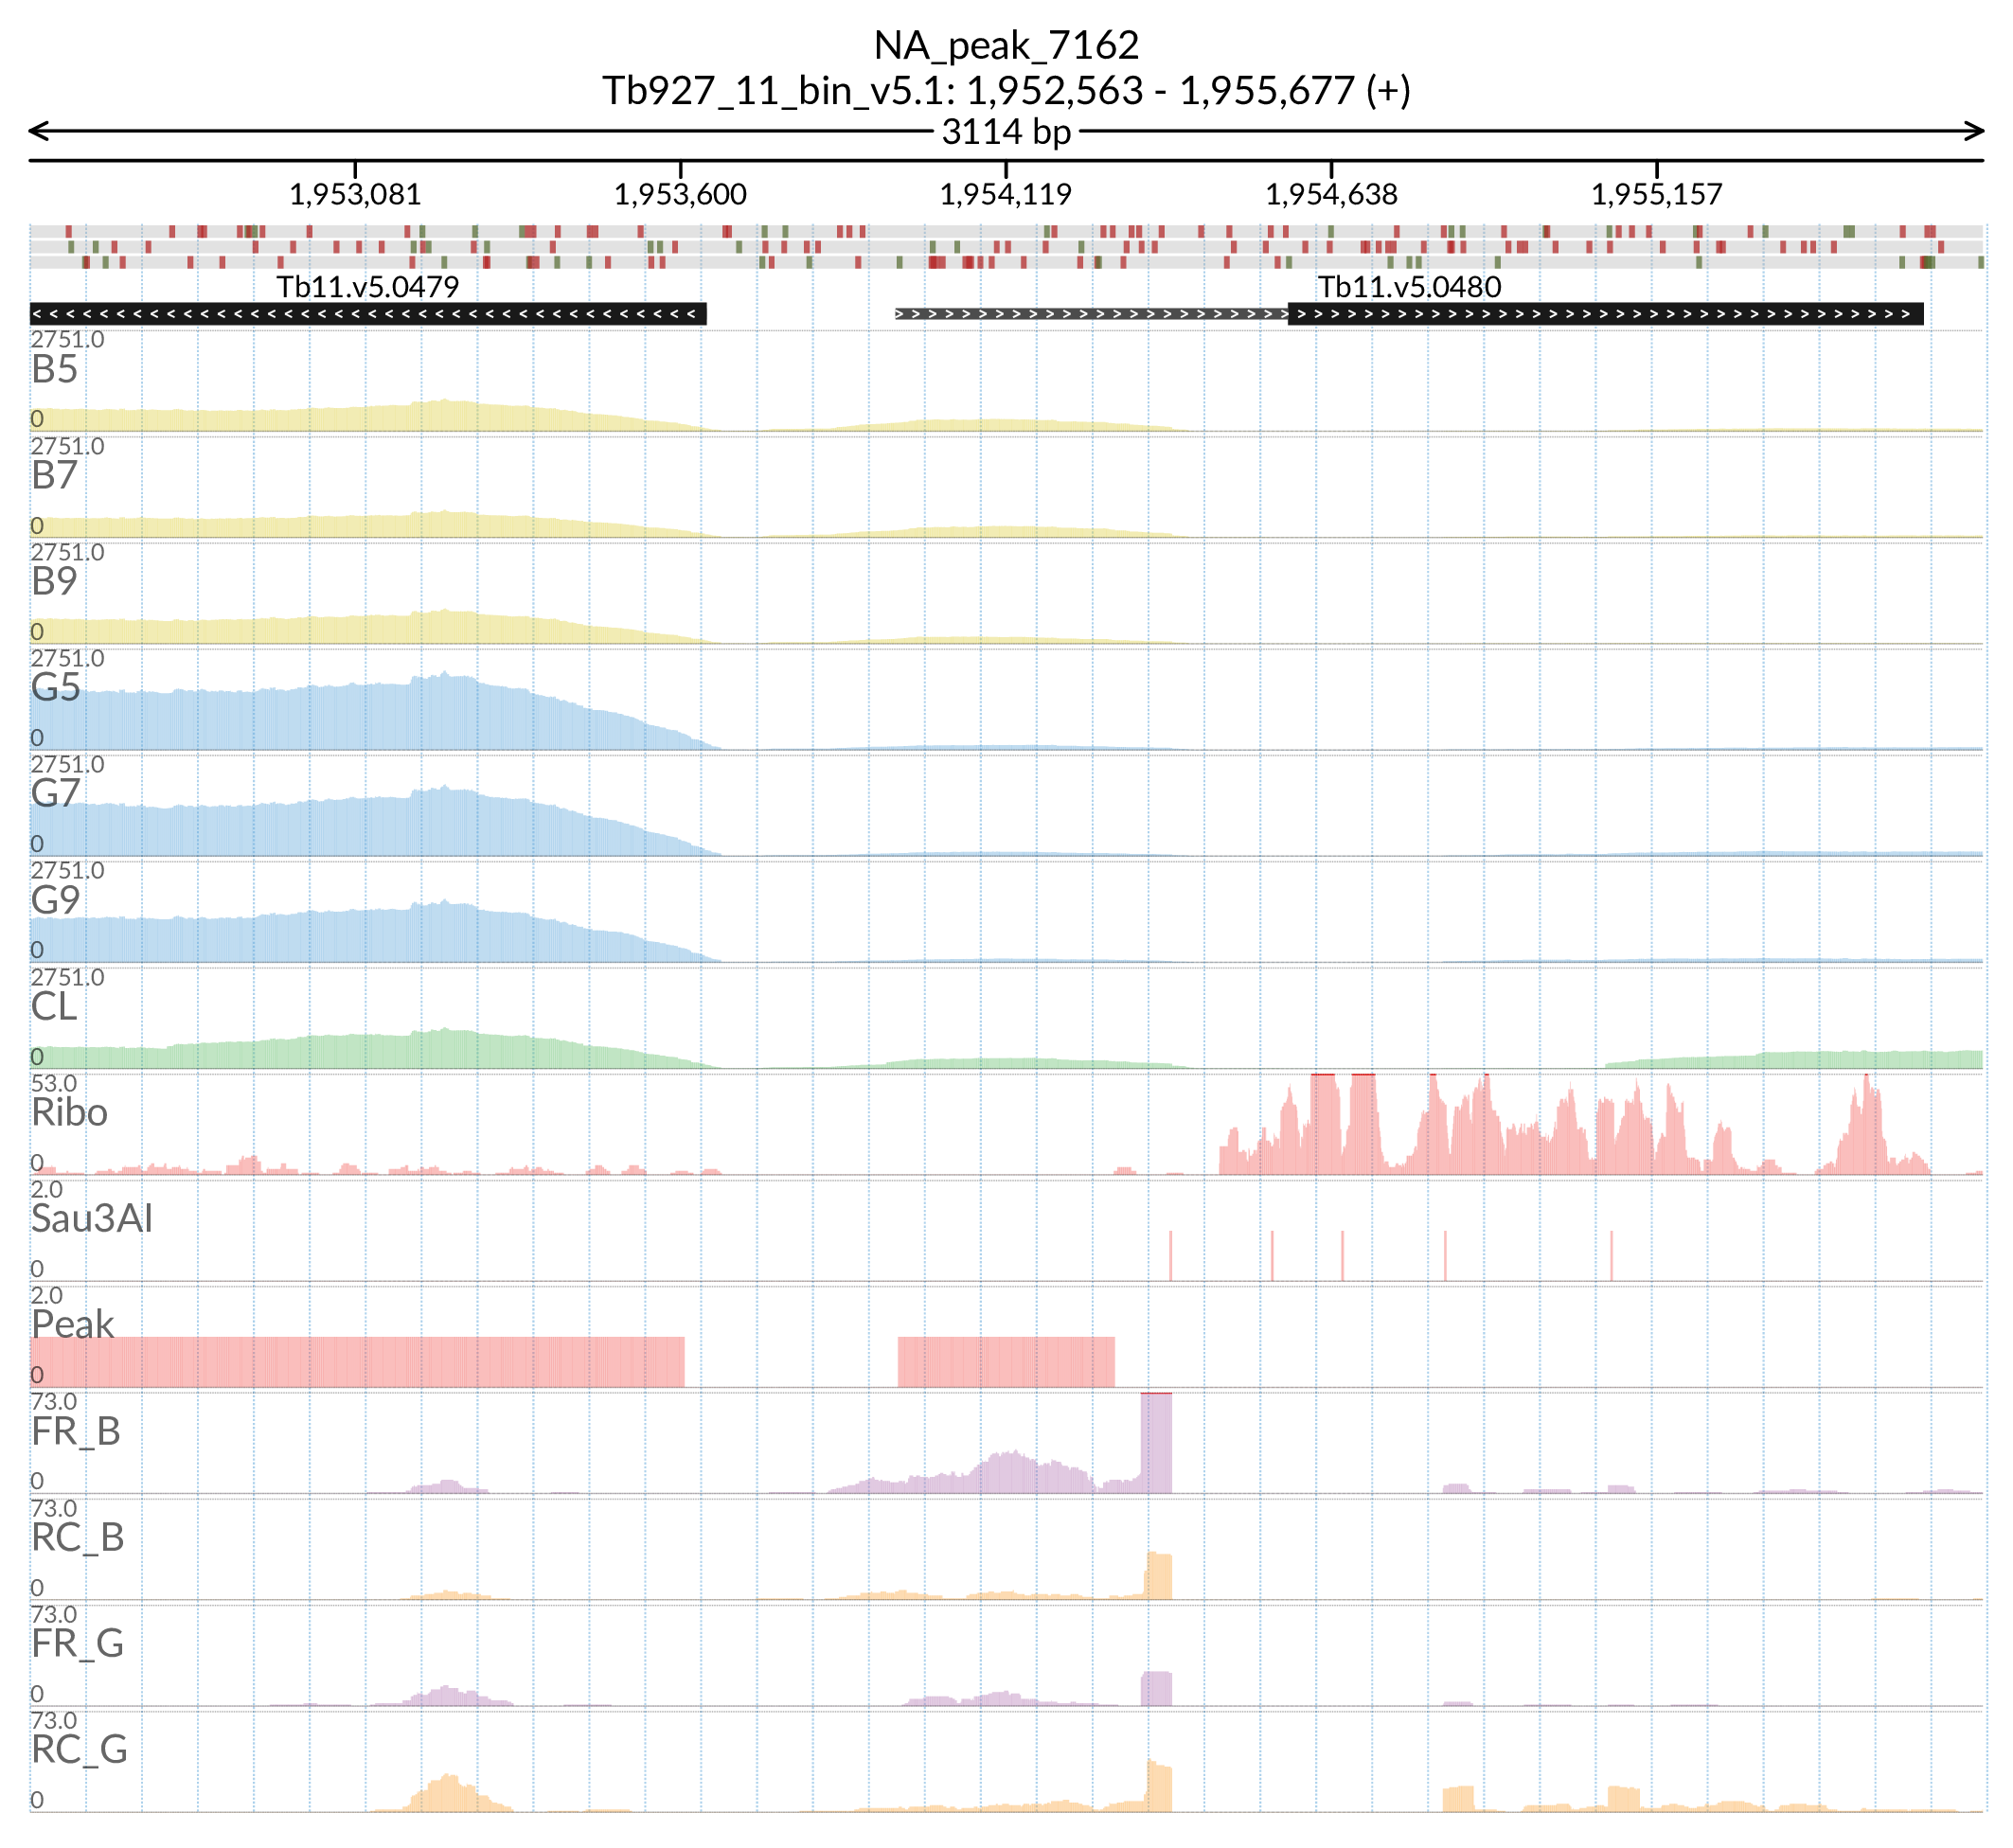 NA_peak_7162
Tb927_11_bin_v5.1: 1,952,563 - 1,955,677 (+)
3114 bp
1,953,081 1,953,600 1,954,119 1,954,638 1,955,157
Tb11.v5.0479 Tb11.v5.0480
2751.0
B5
0
2751.0
B7
0
2751.0
B9
0
2751.0
G5
0
2751.0
G7
0
2751.0
G9
0
2751.0
CL
0
53.0
Ribo
0
2.0
Sau3AI
0
2.0
Peak
0
73.0
FR_B
0
73.0
RC_B
0
73.0
FR_G
0
73.0
RC_G
0